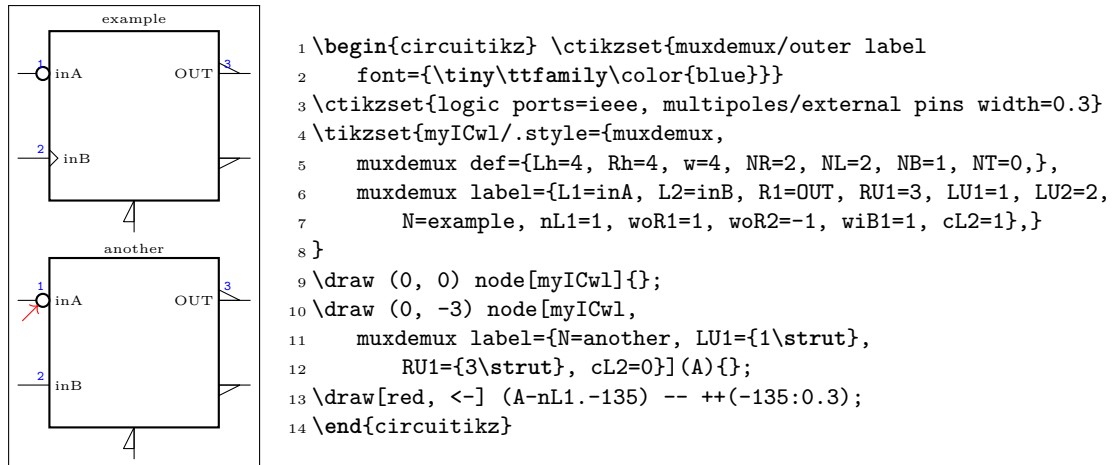 example
1 3
inA OUT
2
inB
another
1 3
inA OUT
2
inB
1 \begin{circuitikz} \ctikzset{muxdemux/outer label
2 font={\tiny\ttfamily\color{blue}}}
3 \ctikzset{logic ports=ieee, multipoles/external pins width=0.3}
4 \tikzset{myICwl/.style={muxdemux,
5 muxdemux def={Lh=4, Rh=4, w=4, NR=2, NL=2, NB=1, NT=0,},
6 muxdemux label={L1=inA, L2=inB, R1=OUT, RU1=3, LU1=1, LU2=2,
7 N=example, nL1=1, woR1=1, woR2=-1, wiB1=1, cL2=1},}
8 }
9 \draw (0, 0) node[myICwl]{};
10 \draw (0, -3) node[myICwl,
11 muxdemux label={N=another, LU1={1\strut},
12 RU1={3\strut}, cL2=0}](A){};
13 \draw[red, <-] (A-nL1.-135) -- ++(-135:0.3);
14 \end{circuitikz}